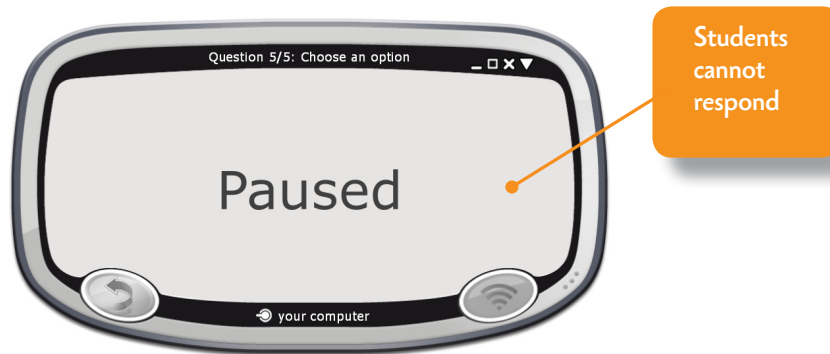 Question 5/5: Choose an option
Paused
your computer
Students
cannot
respond